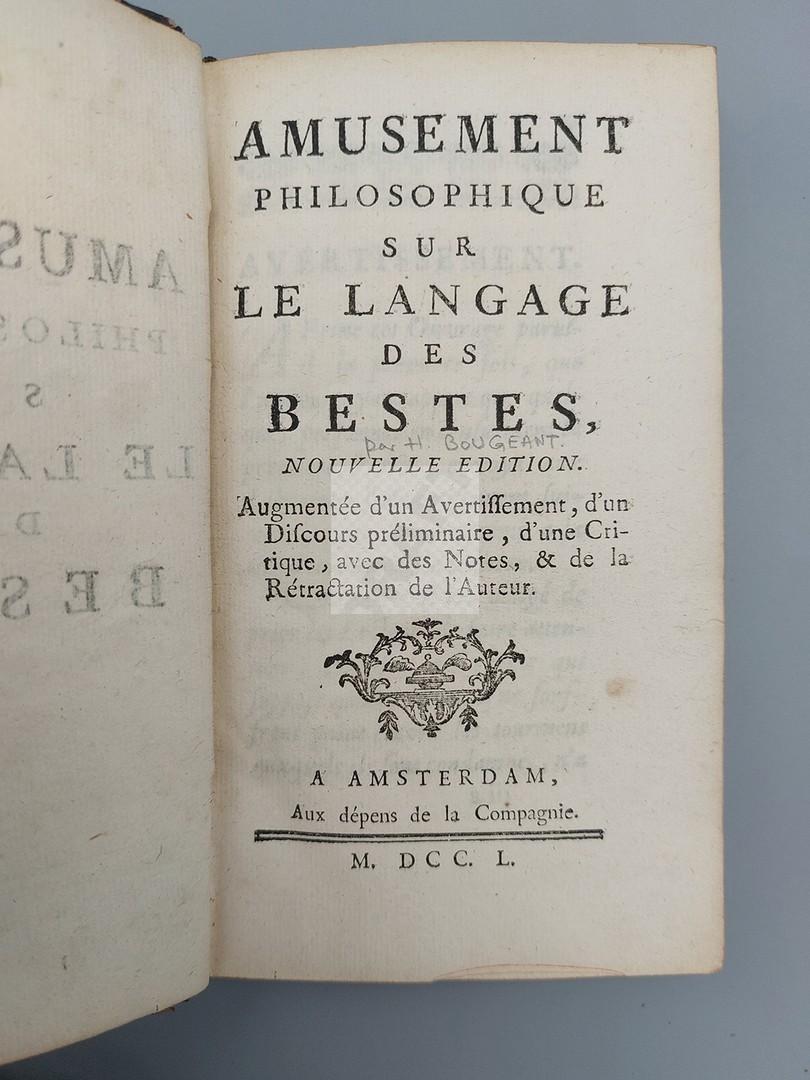 AMUSEMENT
PHILOSOPHIQUE
SUR
LE LANGAGE
DES
BESTES,
par H. BOUGEANT.
NOUVELLE EDITION.
Augmentée d'un Avertiſſement, d'un
Diſcours préliminaire, d'une Cri-
tique, avec des Notes, & de la
Rétractation de l'Auteur.
A AMSTERDAM,
Aux dépens de la Compagnie.
M. DCC. L.